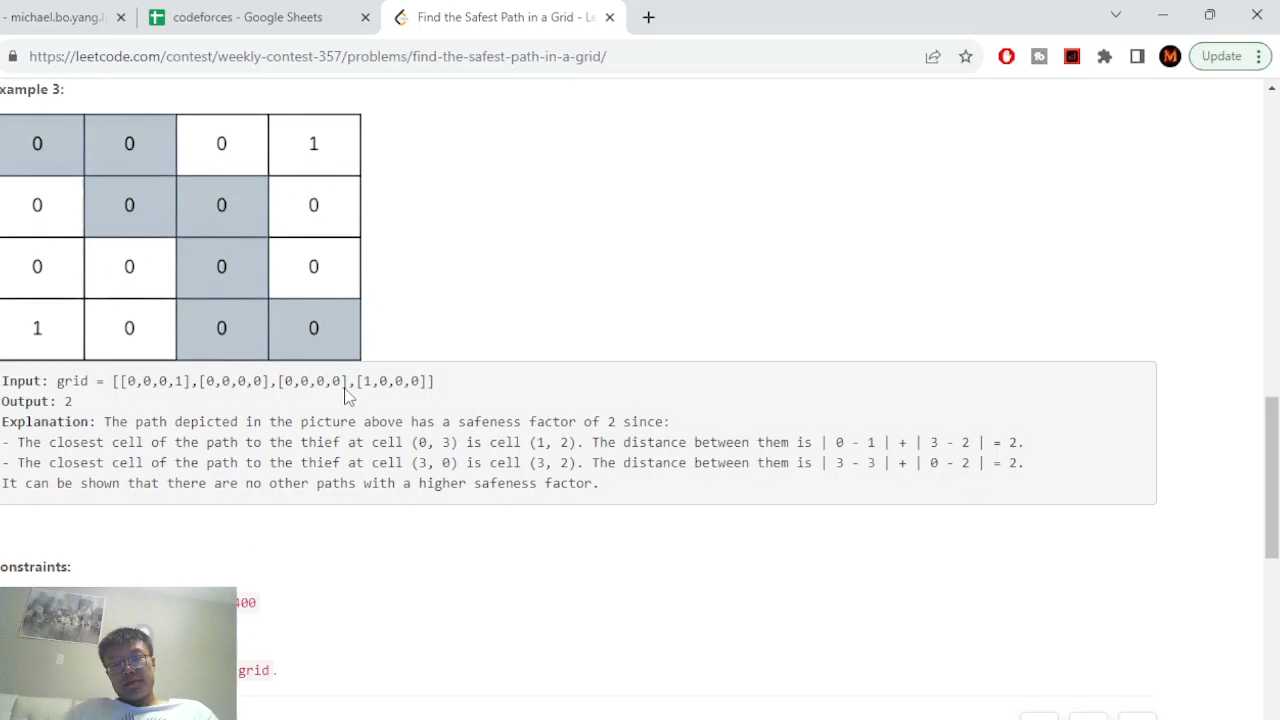 - michael.bo.yang.li
codeforces - Google Sheets
Find the Safest Path in a Grid - Le
Update
https://leetcode.com/contest/weekly-contest-357/problems/find-the-safest-path-in-a-grid/
xample 3:
0 0 0 1
0 0 0 0
0 0 0 0
1 0 0 0
Input: grid = [[0,0,0,1],[0,0,0,0],[0,0,0,0],[1,0,0,0]]
Output: 2
Explanation: The path depicted in the picture above has a safeness factor of 2 since:
- The closest cell of the path to the thief at cell (0, 3) is cell (1, 2). The distance between them is | 0 - 1 | + | 3 - 2 | = 2.
- The closest cell of the path to the thief at cell (3, 0) is cell (3, 2). The distance between them is | 3 - 3 | + | 0 - 2 | = 2.
It can be shown that there are no other paths with a higher safeness factor.
onstraints:
400
grid.